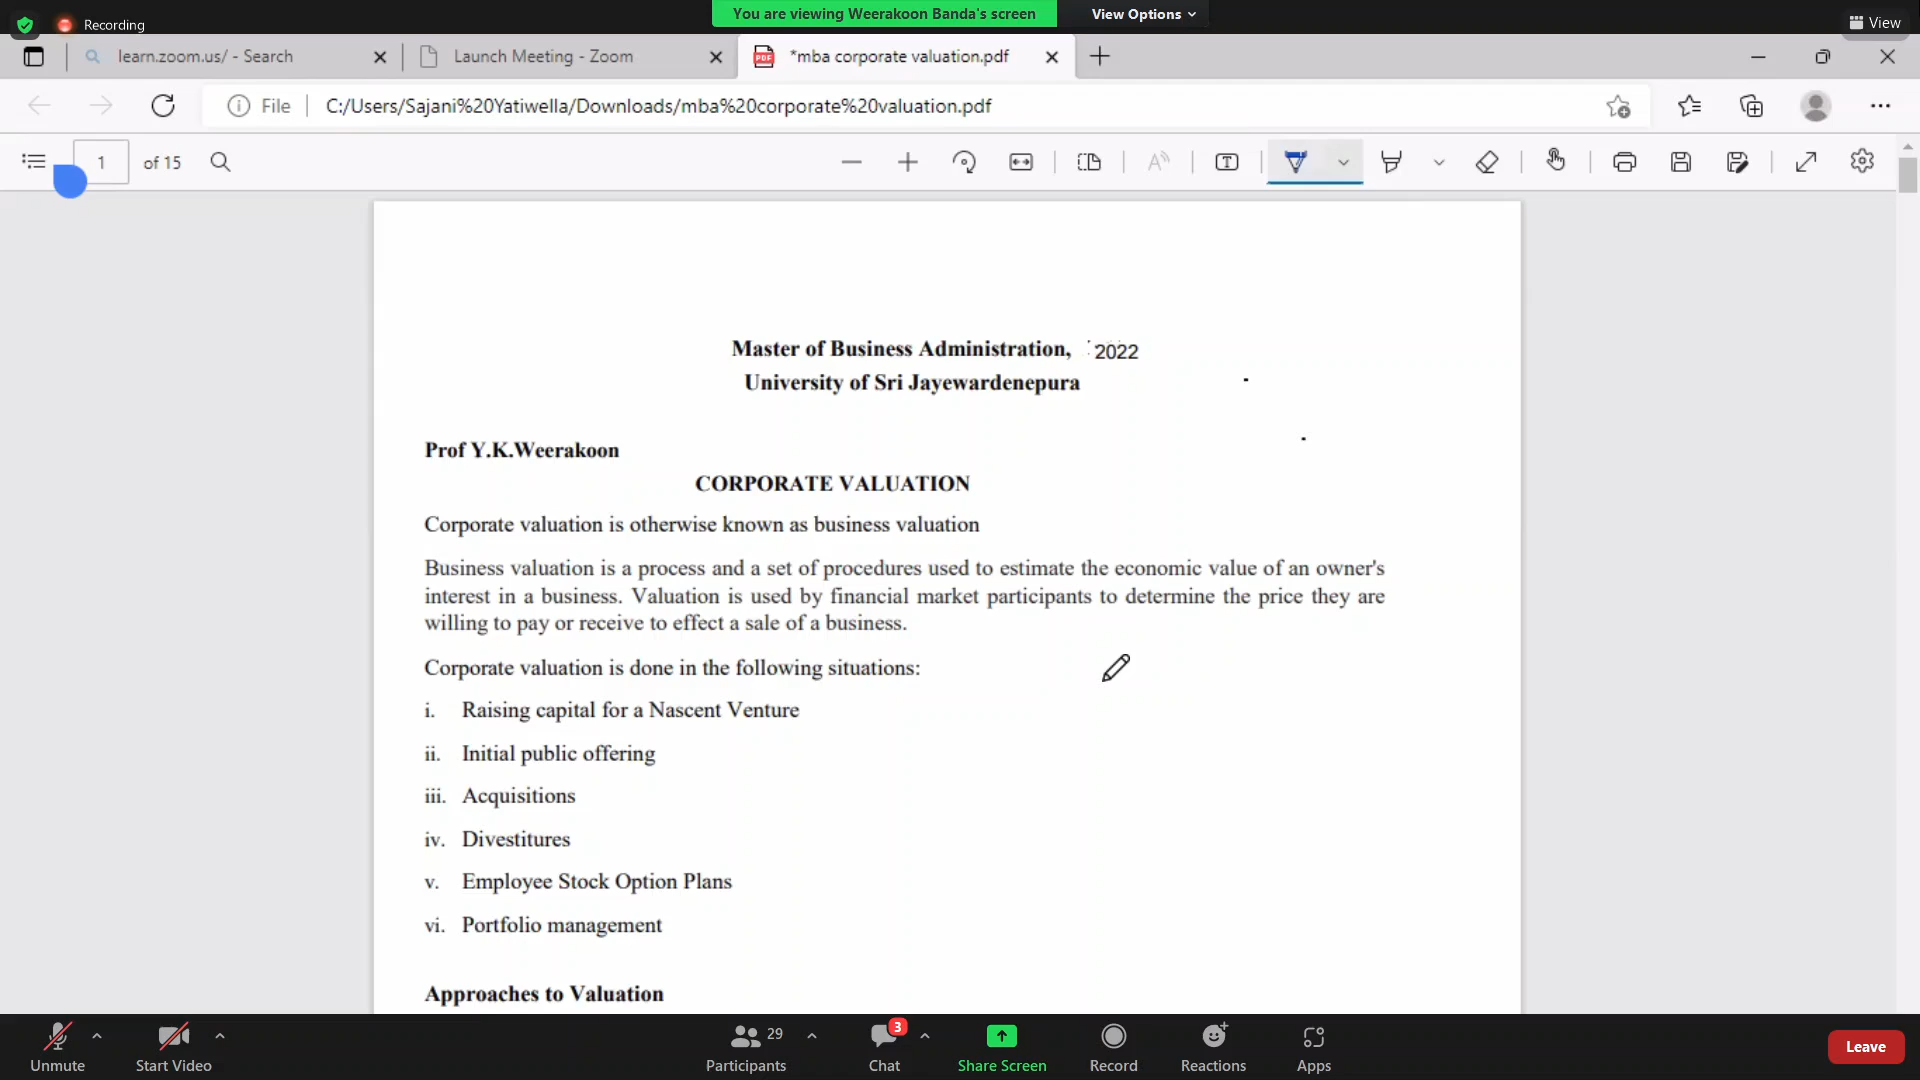 Recording
You are viewing Weerakoon Banda's screen
View Options
View
learn.zoom.us/ - Search
Launch Meeting - Zoom
*mba corporate valuation.pdf
File
C:/Users/Sajani%20Yatiwella/Downloads/mba%20corporate%20valuation.pdf
1 of 15
Master of Business Administration, 2022
University of Sri Jayewardenepura
Prof Y.K.Weerakoon
CORPORATE VALUATION
Corporate valuation is otherwise known as business valuation
Business valuation is a process and a set of procedures used to estimate the economic value of an owner's
interest in a business. Valuation is used by financial market participants to determine the price they are
willing to pay or receive to effect a sale of a business.
Corporate valuation is done in the following situations:
i. Raising capital for a Nascent Venture
ii. Initial public offering
iii. Acquisitions
iv. Divestitures
v. Employee Stock Option Plans
vi. Portfolio management
Approaches to Valuation
Unmute
Start Video
29
Participants
3
Chat
Share Screen
Record
Reactions
Apps
Leave